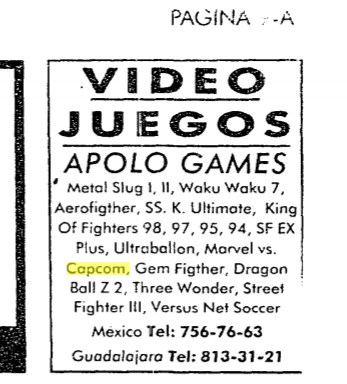 PAGINA -A
VIDEO
JUEGOS
APOLO GAMES
Metal Slug I, II, Waku Waku 7,
Aerofigther, SS. K. Ultimate, King
Of Fighters 98, 97, 95, 94, SF EX
Plus, Ultraballon, Marvel vs.
Capcom, Gem Figther, Dragon
Ball Z 2, Three Wonder, Street
Fighter III, Versus Net Soccer
México Tel: 756-76-63
Guadalajara Tel: 813-31-21